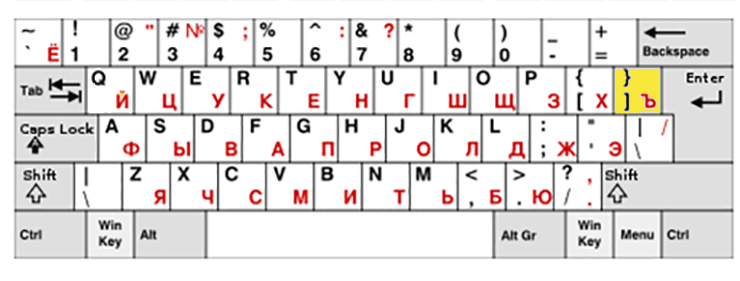 ~ ` Ё ! 1 @ " 2 # № 3 $ ; 4 % 5 ^ : 6 & ? 7 * 8 ( 9 ) 0 _ - + = Backspace
Tab Q Й W Ц E У R К T Е Y Н U Г I Ш O Щ P З { [ Х } ] Ъ Enter
Caps Lock A Ф S Ы D В F А G П H Р J О K Л L Д : ; Ж " ' Э | / \
Shift | \ Z Я X Ч C С V М B И N Т M Ь < , Б > . Ю ? , / . Shift
Ctrl Win Key Alt Alt Gr Win Key Menu Ctrl